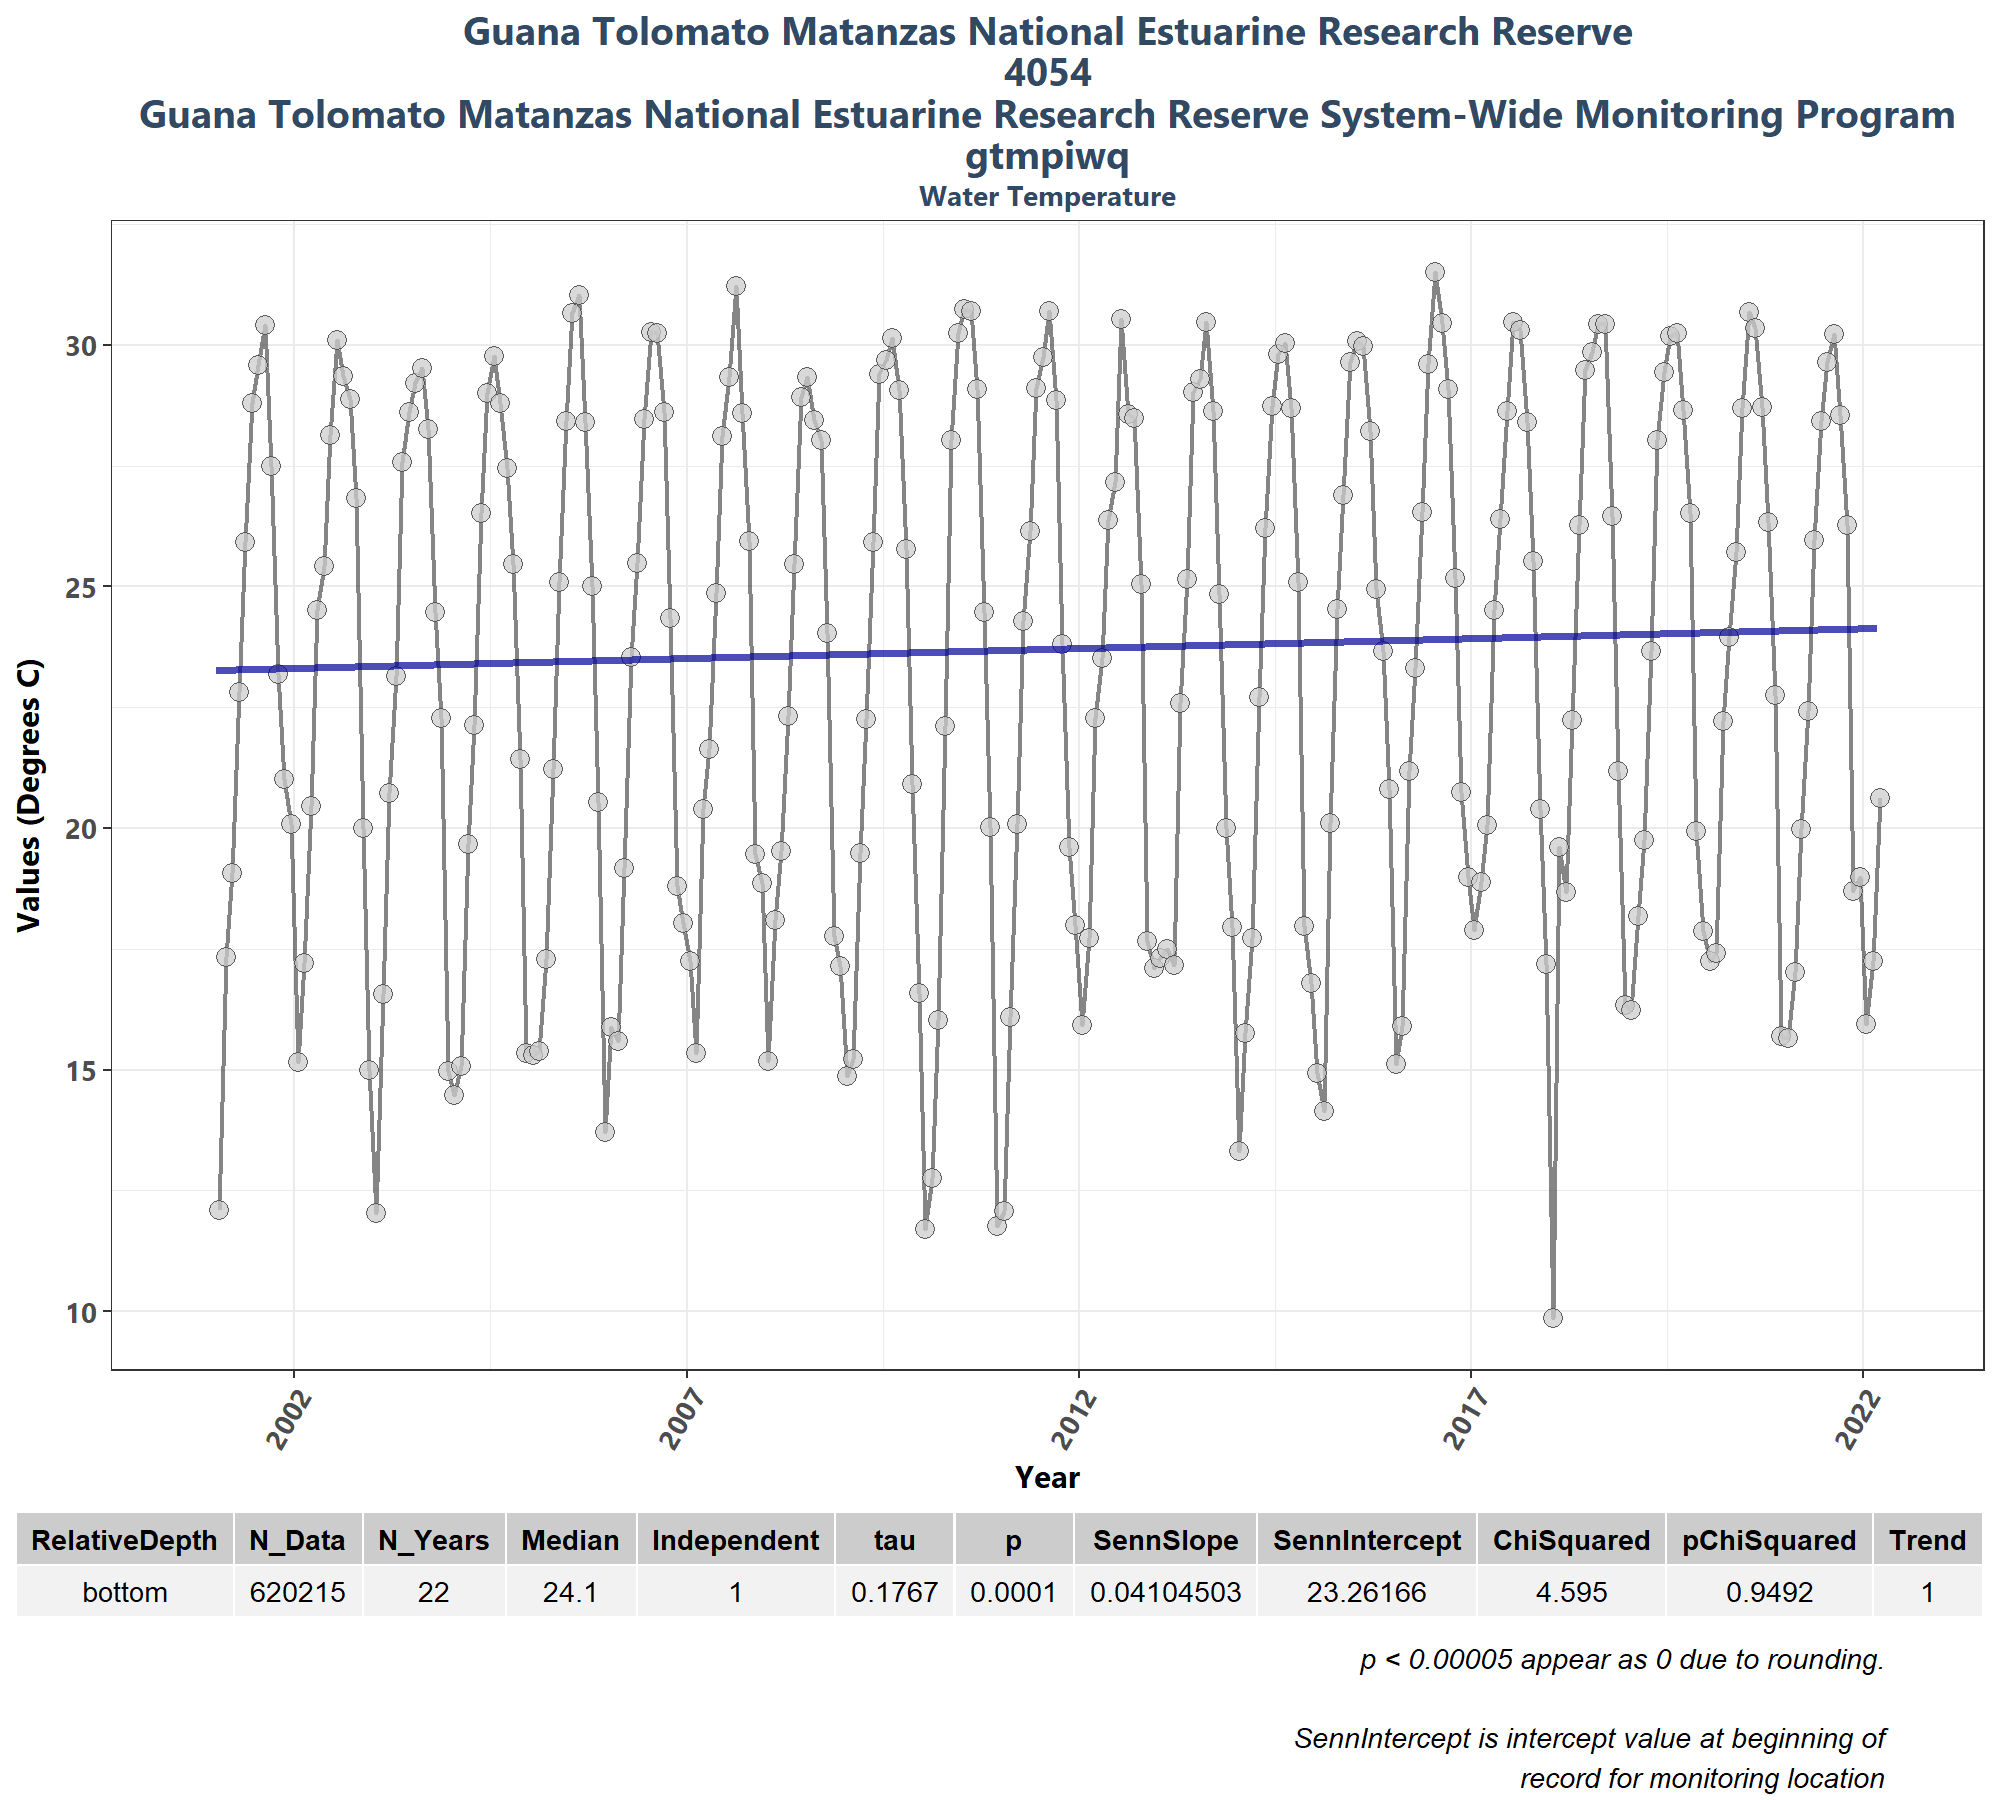 Guana Tolomato Matanzas National Estuarine Research Reserve
4054
Guana Tolomato Matanzas National Estuarine Research Reserve System-Wide Monitoring Program
gtmpiwq
Water Temperature
Values (Degrees C)
30
25
20
15
10
2002 2007 2012 2017 2022
Year
RelativeDepth N_Data N_Years Median Independent tau p SennSlope SennIntercept ChiSquared pChiSquared Trend
bottom 620215 22 24.1 1 0.1767 0.0001 0.04104503 23.26166 4.595 0.9492 1
p < 0.00005 appear as 0 due to rounding.
SennIntercept is intercept value at beginning of
record for monitoring location